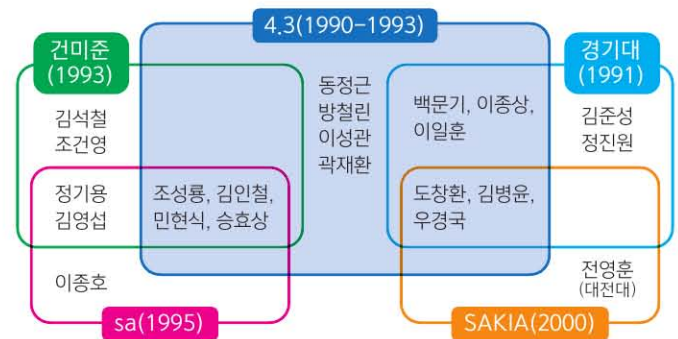 4.3(1990-1993)
건미준
(1993)
경기대
(1991)
김석철
조건영
동정근
방철린
이성관
곽재환
백문기, 이종상,
이일훈
김준성
정진원
정기용
김영섭
조성룡, 김인철,
민현식, 승효상
도창환, 김병윤,
우경국
이종호
전영훈
(대전대)
sa(1995)
SAKIA(2000)